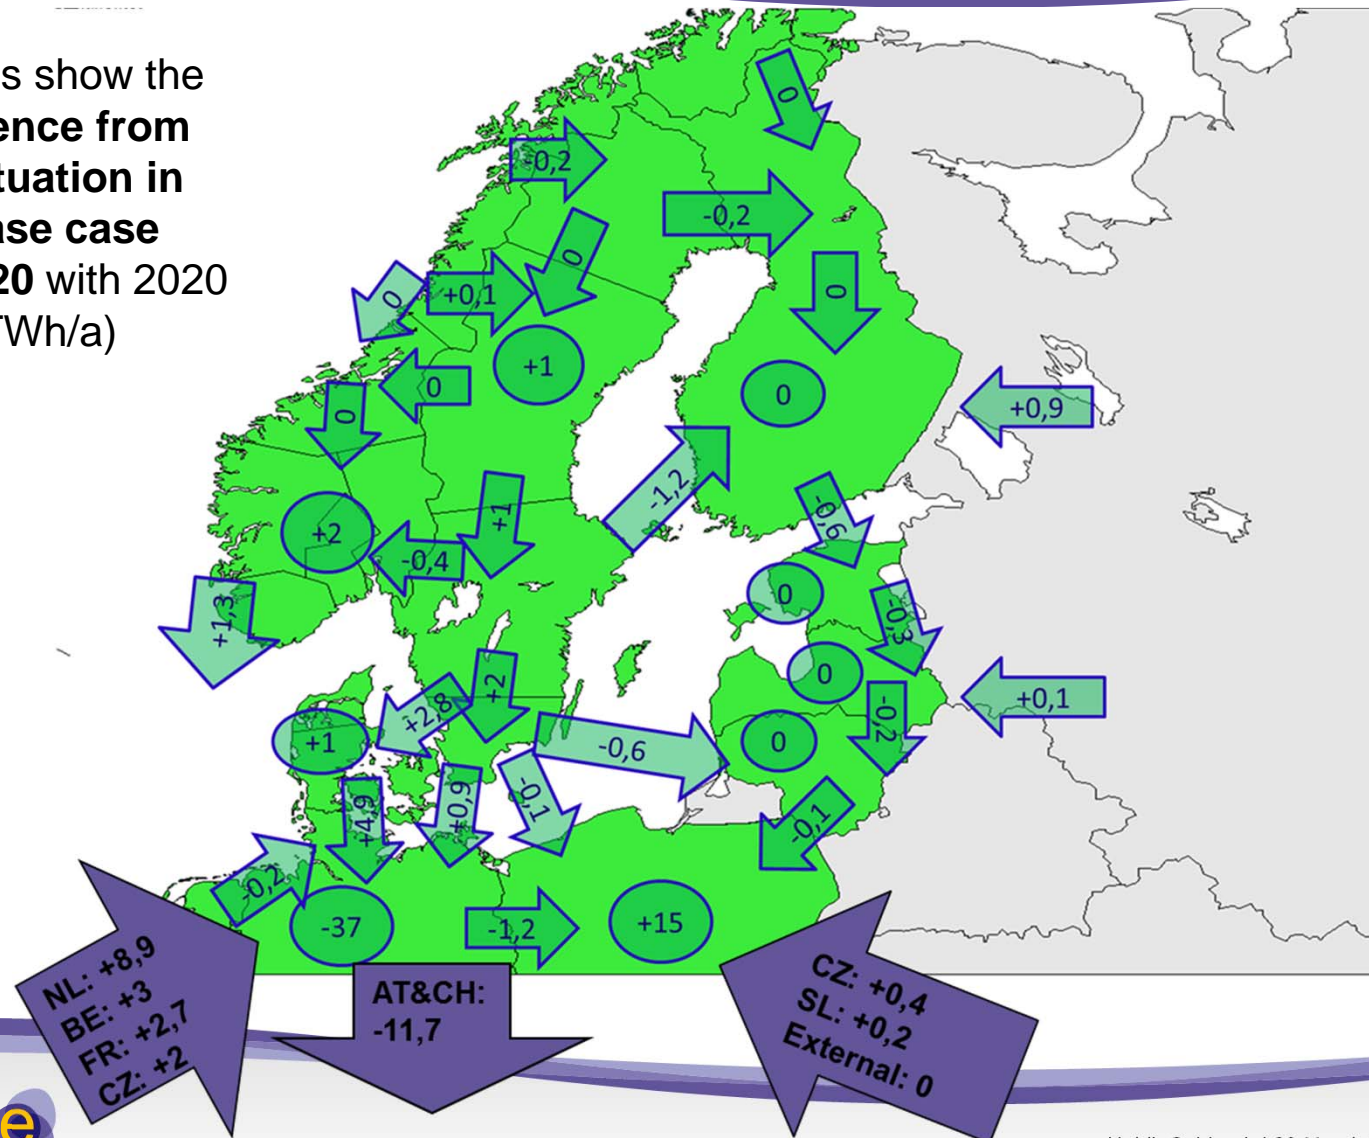 s show the
ence from
tuation in
ase case
20 with 2020
TWh/a)
0
-0,2
-0,2
0
0
+0,1
0
+1
0
0
0
+0,9
0
-1,2
+1
-0,6
+2
-0,4
0
+1,3
-0,3
0
+2
+0,1
+2,8
-0,2
+1
-0,6
0
-0,1
+0,9
+4,9
-0,1
-0,2
-37
-1,2
+15
NL: +8,9
BE: +3
FR: +2,7
CZ: +2
AT&CH:
-11,7
CZ: +0,4
SL: +0,2
External: 0
e